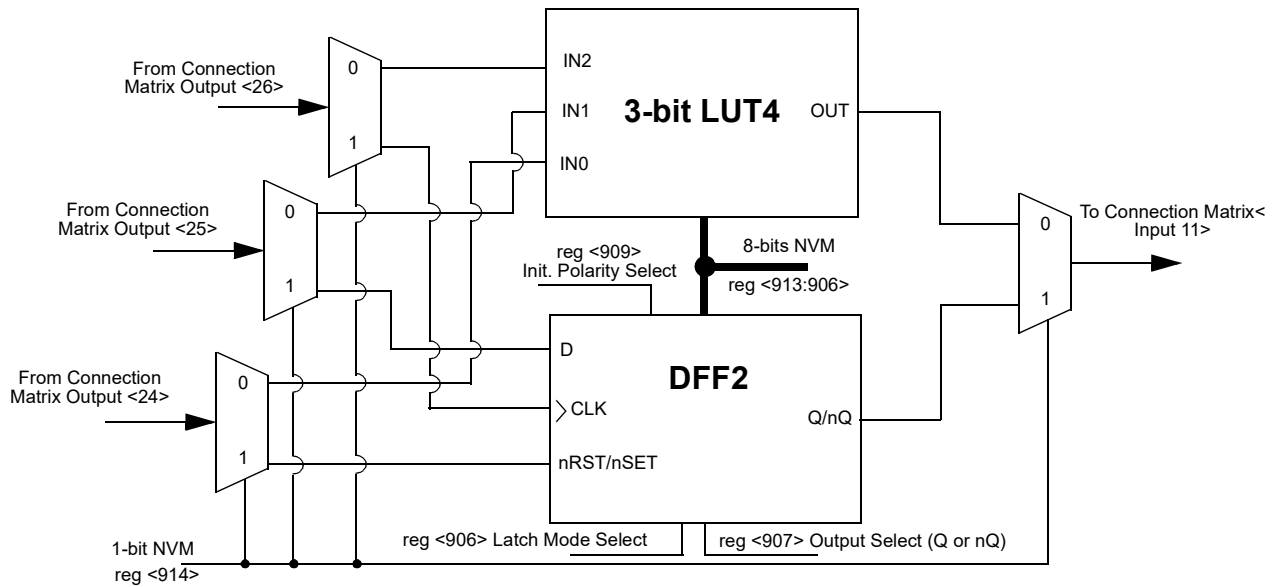 From Connection
Matrix Output <26>
0
1
IN2
IN1
IN0
3-bit LUT4
OUT
From Connection
Matrix Output <25>
0
1
0
1
To Connection Matrix<
Input 11>
reg <909>
Init. Polarity Select
8-bits NVM
reg <913:906>
From Connection
Matrix Output <24>
0
1
D
CLK
nRST/nSET
DFF2
Q/nQ
reg <906> Latch Mode Select
reg <907> Output Select (Q or nQ)
1-bit NVM
reg <914>